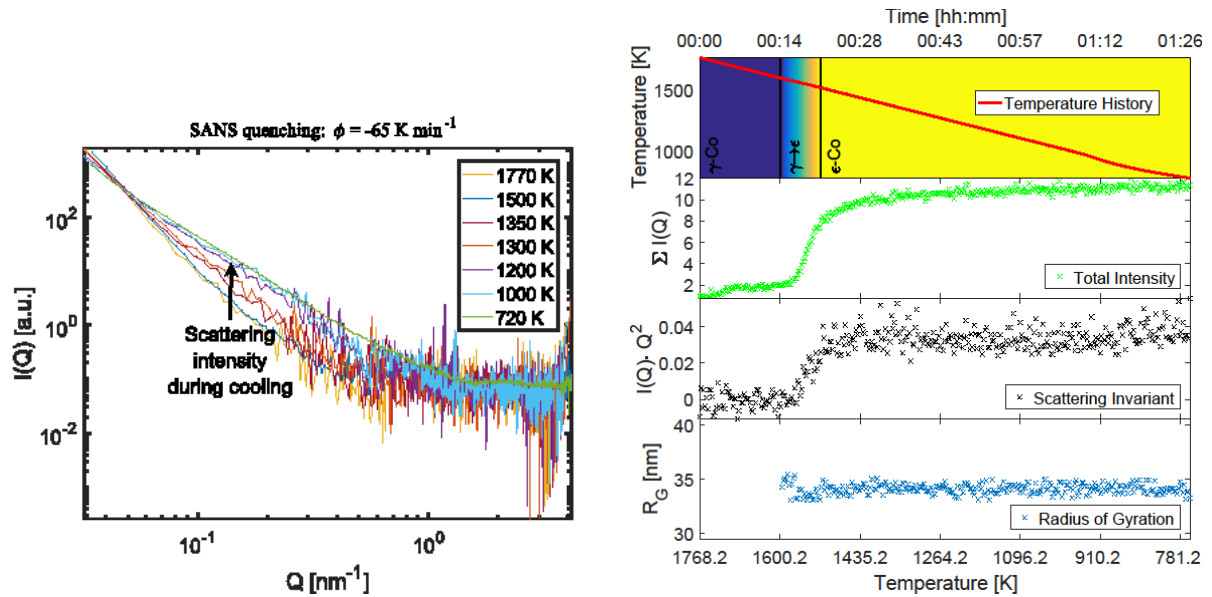 SANS quenching: ϕ = -65 K min⁻¹
I(Q) [a.u.]
10²
10⁰
10⁻²
1770 K
1500 K
1350 K
1300 K
1200 K
1000 K
720 K
Scattering
intensity
during cooling
10⁻¹
10⁰
Q [nm⁻¹]
Time [hh:mm]
00:00 00:14 00:28 00:43 00:57 01:12 01:26
Temperature [K]
1500
1000
γ-Co
γ→ϵ
ϵ-Co
Temperature History
Σ I(Q)
12
10
8
6
4
2
Total Intensity
I(Q)· Q²
0.04
0.02
0
Scattering Invariant
R_G [nm]
40
35
30
Radius of Gyration
1768.2 1600.2 1435.2 1264.2 1096.2 910.2 781.2
Temperature [K]